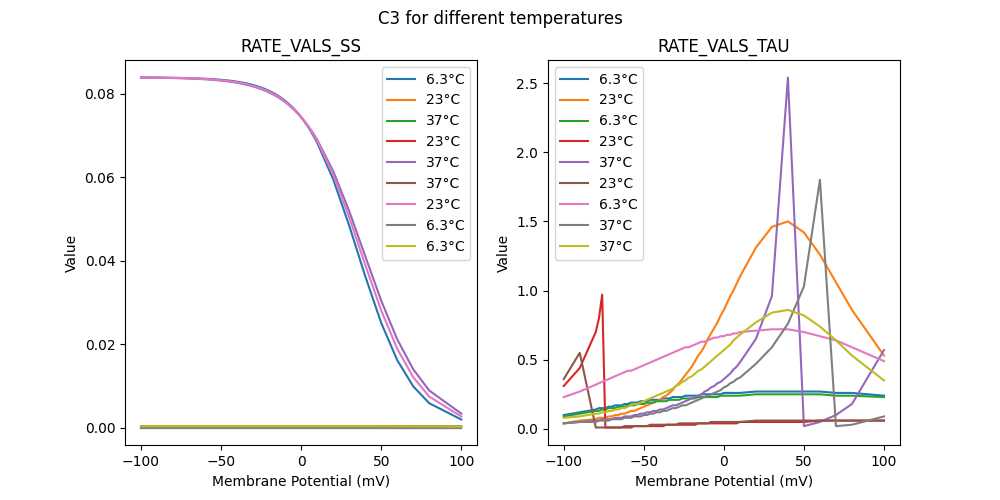 C3 for different temperatures
RATE_VALS_SS
RATE_VALS_TAU
Value
0.08
0.06
0.04
0.02
0.00
−100
−50
0
50
100
Membrane Potential (mV)
6.3°C
23°C
37°C
23°C
37°C
37°C
23°C
6.3°C
6.3°C
Value
2.5
2.0
1.5
1.0
0.5
0.0
−100
−50
0
50
100
Membrane Potential (mV)
6.3°C
23°C
6.3°C
23°C
37°C
23°C
6.3°C
37°C
37°C